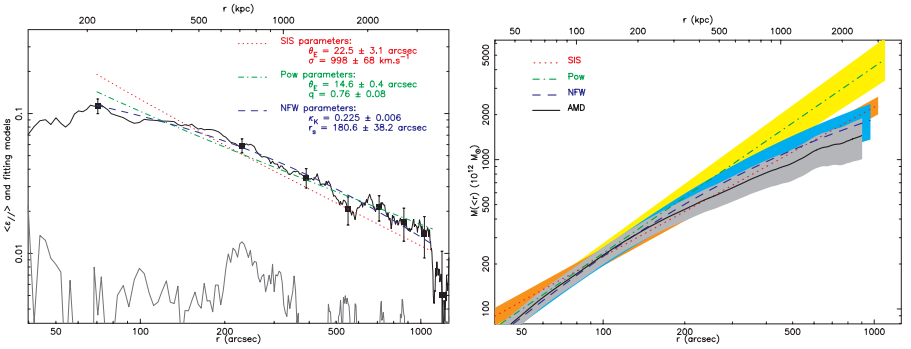 r (kpc)
200
500
1000
2000
SIS parameters:
θE = 22.5 ± 3.1 arcsec
σ = 998 ± 68 km.s⁻¹
Pow parameters:
θE = 14.6 ± 0.4 arcsec
q = 0.76 ± 0.08
NFW parameters:
κK = 0.225 ± 0.006
rs = 180.6 ± 38.2 arcsec
<ε//> and fitting models
0.1
0.01
50
100
200
500
1000
r (arcsec)
r (kpc)
200
500
1000
2000
SIS
Pow
NFW
AMD
M(<r) (10¹² M⊙)
5000
2000
1000
500
200
100
50
100
200
500
1000
r (arcsec)